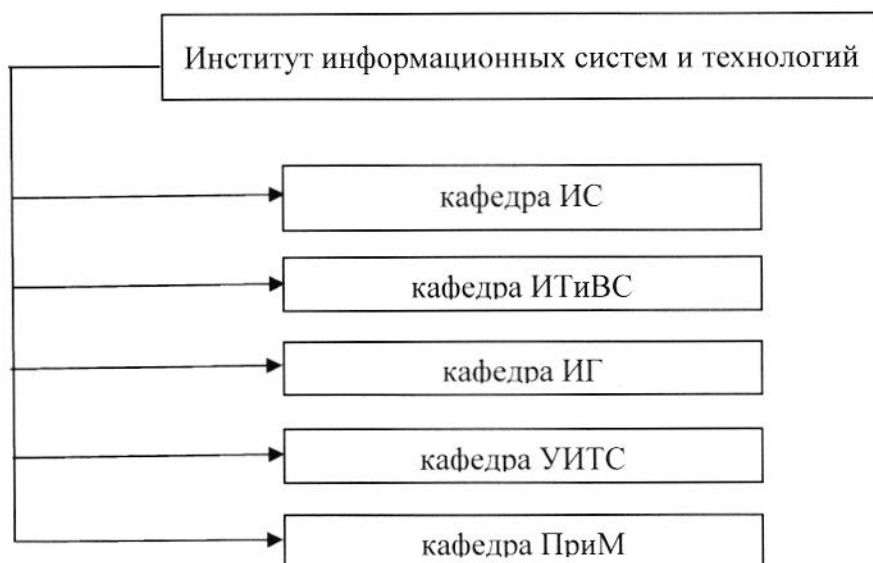 Институт информационных систем и технологий
кафедра ИС
кафедра ИТиВС
кафедра ИГ
кафедра УИТС
кафедра ПриМ